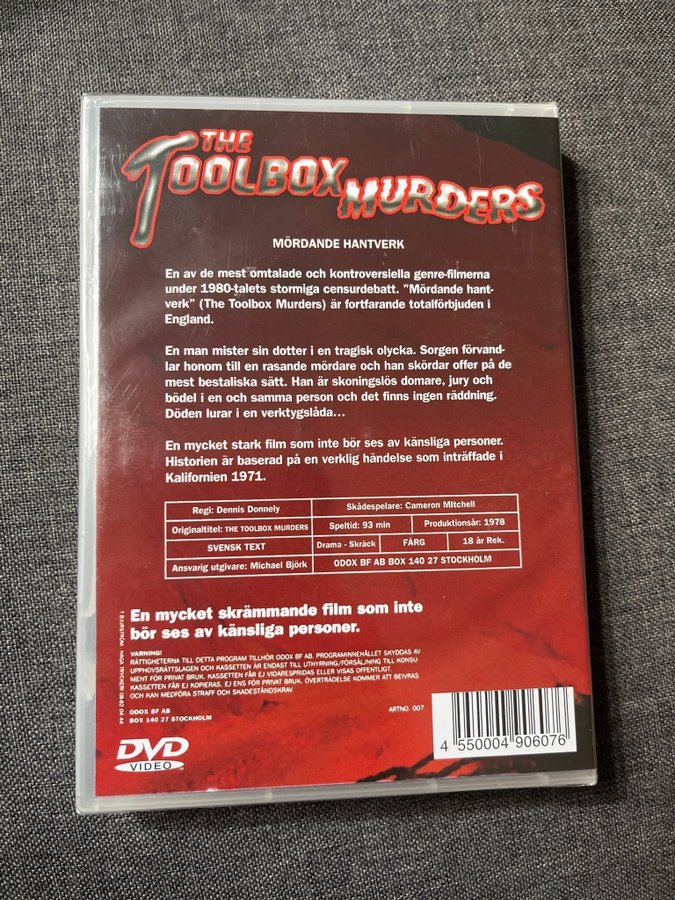 THE
TOOLBOX
MURDERS
MÖRDANDE HANTVERK
En av de mest omtalade och kontroversiella genre-filmerna
under 1980-talets stormiga censurdebatt. ”Mördande hant-
verk” (The Toolbox Murders) är fortfarande totalförbjuden i
England.
En man mister sin dotter i en tragisk olycka. Sorgen förvand-
lar honom till en rasande mördare och han skördar offer på de
mest bestaliska sätt. Han är skoningslös domare, jury och
bödel i en och samma person och det finns ingen räddning.
Döden lurar i en verktygslåda…
En mycket stark film som inte bör ses av känsliga personer.
Historien är baserad på en verklig händelse som inträffade i
Kalifornien 1971.
Regi: Dennis Donnely Skådespelare: Cameron Mitchell
Originaltitel: THE TOOLBOX MURDERS Speltid: 93 min Produktionsår: 1978
SVENSK TEXT Drama - Skräck FÄRG 18 år Rek.
Ansvarig utgivare: Michael Björk ODOX BF AB BOX 140 27 STOCKHOLM
En mycket skrämmande film som inte
bör ses av känsliga personer.
VARNING!
RÄTTIGHETERNA TILL DETTA PROGRAM TILLHÖR ODOX BF AB. PROGRAMINNEHÅLLET SKYDDAS AV
UPPHOVSRÄTTSLAGEN OCH KASSETTEN ÄR ENDAST TILL UTHYRNING/FÖRSÄLJNING TILL KONSU-
MENT FÖR PRIVAT BRUK. KASSETTEN FÅR EJ VIDARESPRIDAS ELLER VISAS OFFENTLIGT.
KASSETTEN FÅR EJ KOPIERAS. EJ ENS FÖR PRIVAT BRUK. ÖVERTRÄDELSE KOMMER ATT BEIVRAS
OCH KAN MEDFÖRA STRAFF OCH SKADESTÅNDSKRAV.
ODOX BF AB
BOX 140 27 STOCKHOLM
ARTNO. 007
DVD
VIDEO
4 550004 906076